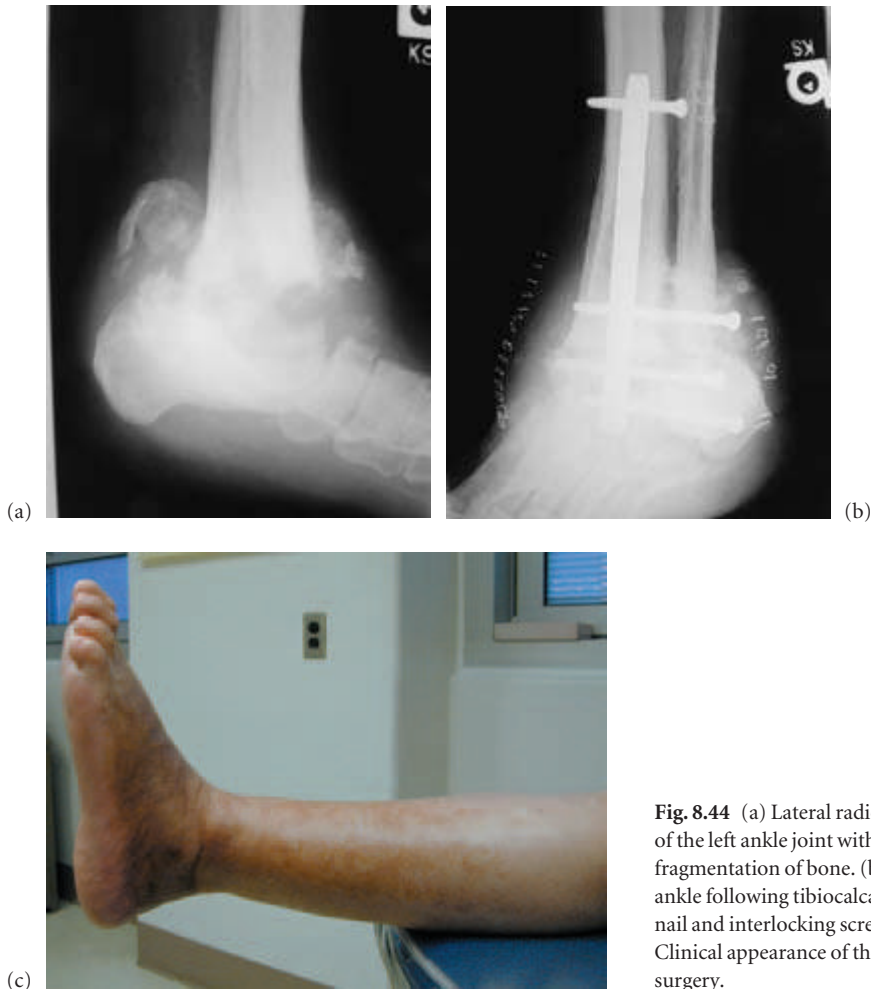 KS
KS
(a)
(b)
(c)
Fig. 8.44 (a) Lateral radi
of the left ankle joint with
fragmentation of bone. (b
ankle following tibiocalca
nail and interlocking scre
Clinical appearance of th
surgery.